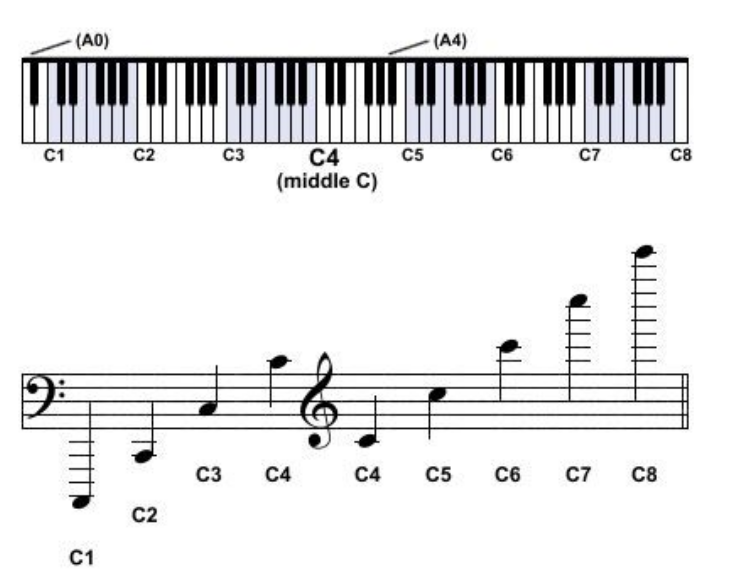 (A0) (A4)
C1 C2 C3 C4 C5 C6 C7 C8
(middle C)
C3 C4 C4 C5 C6 C7 C8
C2
C1